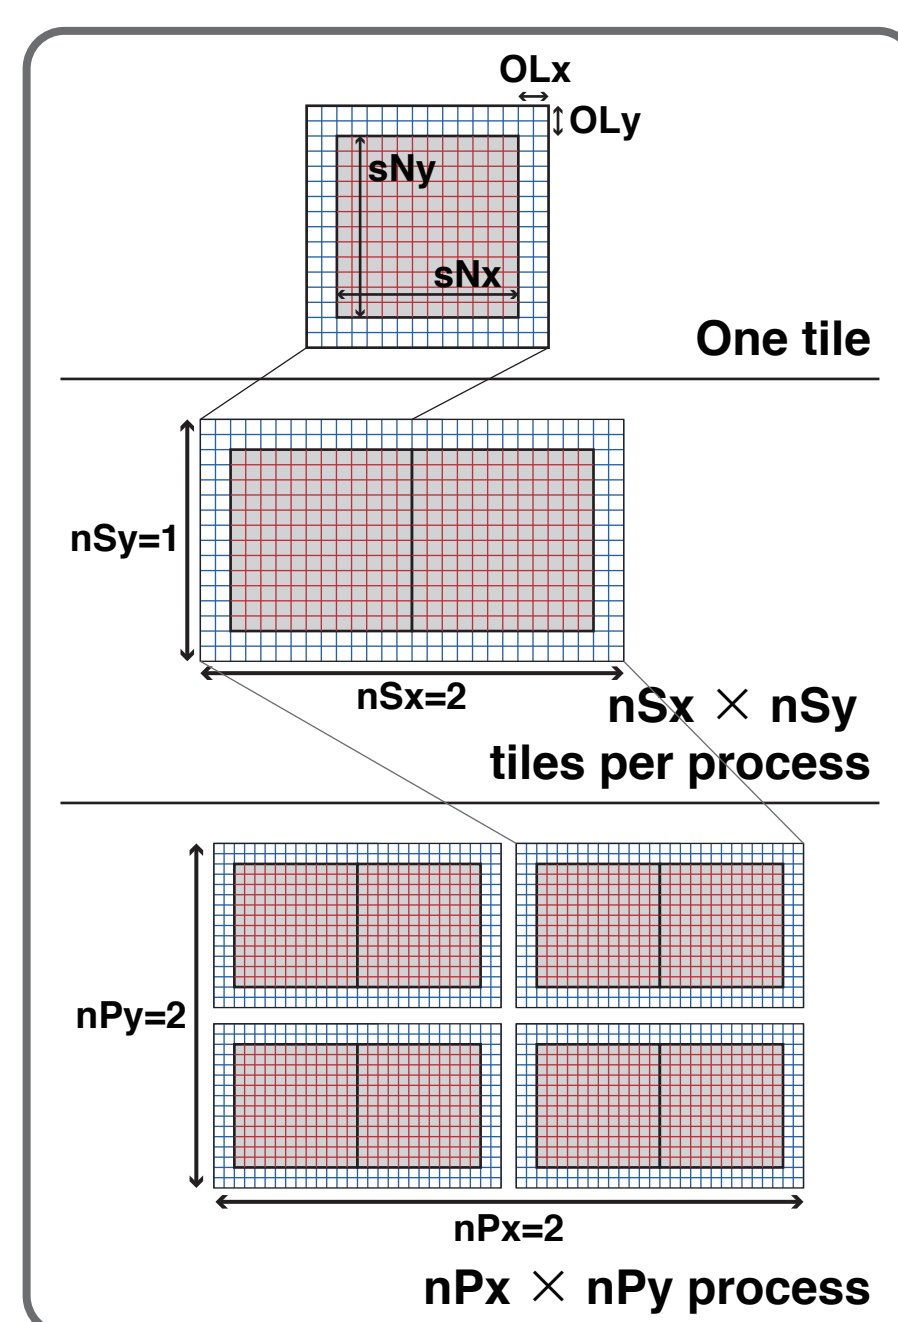 OLx
OLy
sNy
sNx
One tile
nSy=1
nSx=2
nSx × nSy
tiles per process
nPy=2
nPx=2
nPx × nPy process